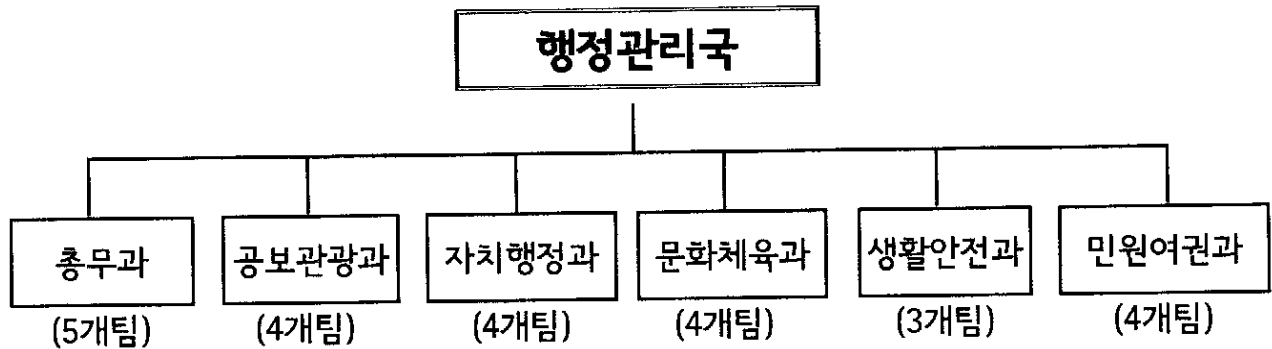 행정관리국
총무과 공보관광과 자치행정과 문화체육과 생활안전과 민원여권과
(5개팀) (4개팀) (4개팀) (4개팀) (3개팀) (4개팀)